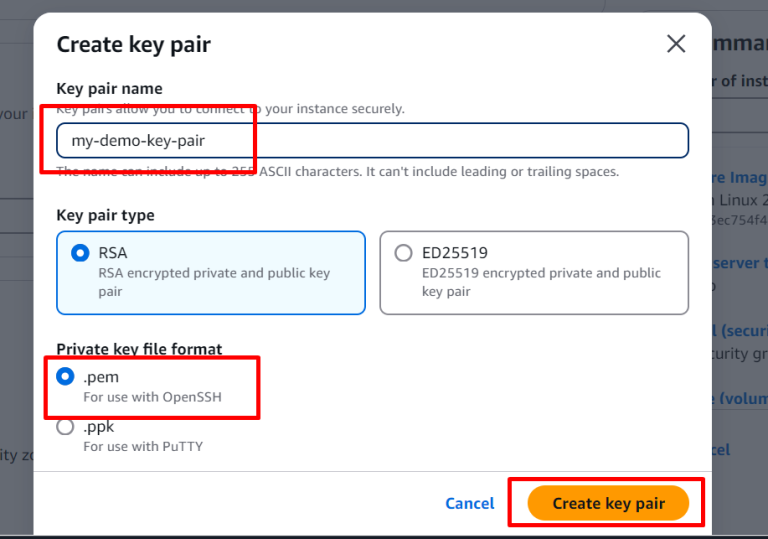 Create key pair
Key pair name
Key pairs allow you to connect to your instance securely.
my-demo-key-pair
The name can include up to 255 ASCII characters. It can't include leading or trailing spaces.
Key pair type
RSA
RSA encrypted private and public key
pair
ED25519
ED25519 encrypted private and public
key pair
Private key file format
.pem
For use with OpenSSH
.ppk
For use with PuTTY
Cancel
Create key pair
your
ity zo
mmar
r of inst
re Imag
n Linux 2
3ec754f4
server t
l (securi
curity gr
e (volum
cel